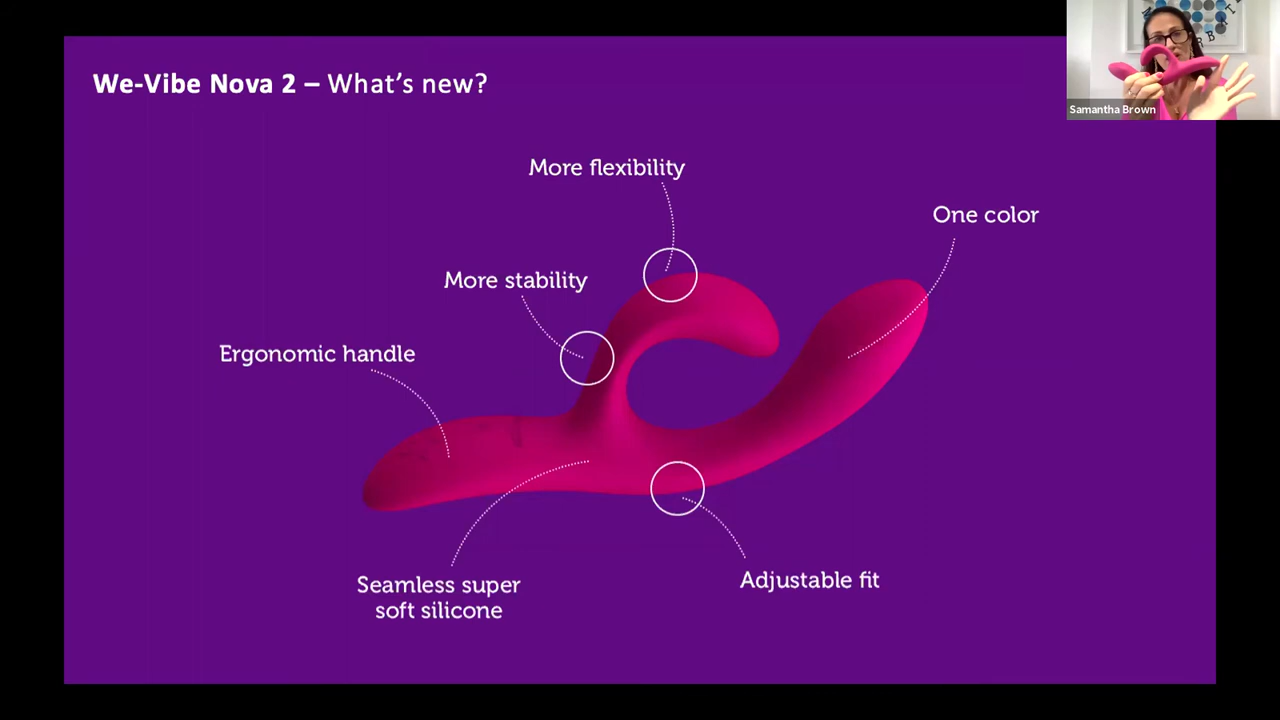 We-Vibe Nova 2 – What's new?
Samantha Brown
More flexibility
One color
More stability
Ergonomic handle
Seamless super
soft silicone
Adjustable fit